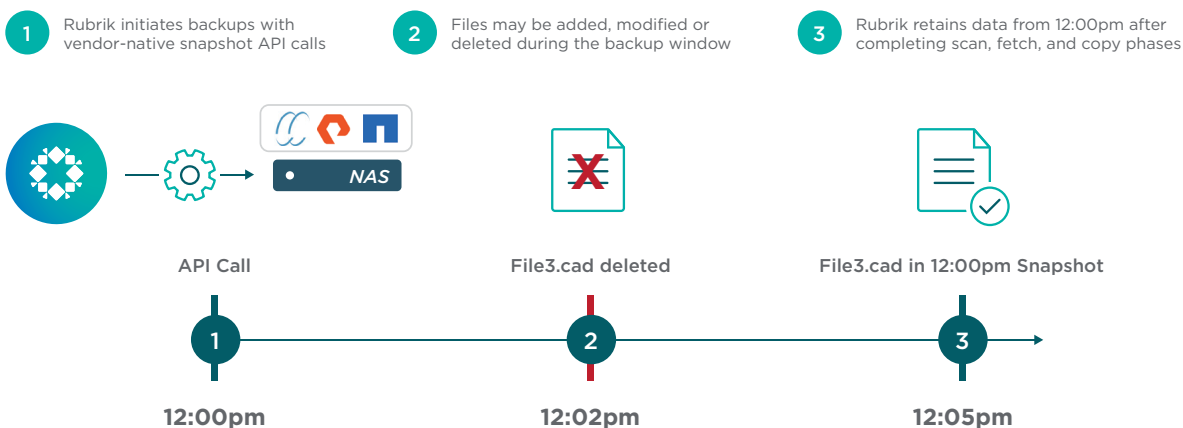 1
Rubrik initiates backups with
vendor-native snapshot API calls
2
Files may be added, modified or
deleted during the backup window
3
Rubrik retains data from 12:00pm after
completing scan, fetch, and copy phases
NAS
X
API Call
File3.cad deleted
File3.cad in 12:00pm Snapshot
1
2
3
12:00pm
12:02pm
12:05pm